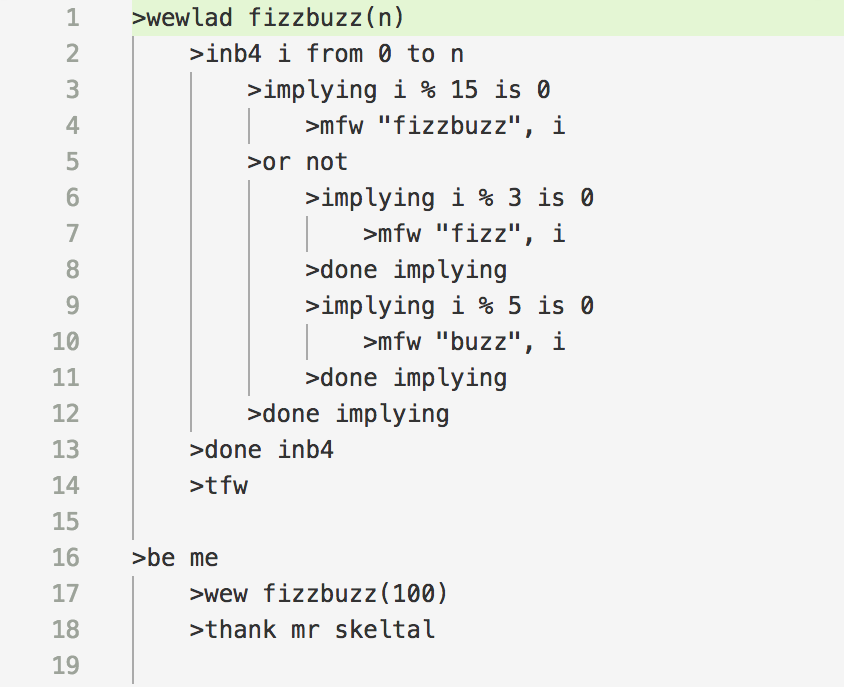 1 >wewlad fizzbuzz(n)
2     >inb4 i from 0 to n
3         >implying i % 15 is 0
4             >mfw "fizzbuzz", i
5         >or not
6             >implying i % 3 is 0
7                 >mfw "fizz", i
8             >done implying
9             >implying i % 5 is 0
10                 >mfw "buzz", i
11             >done implying
12         >done implying
13     >done inb4
14     >tfw
15
16 >be me
17     >wew fizzbuzz(100)
18     >thank mr skeltal
19